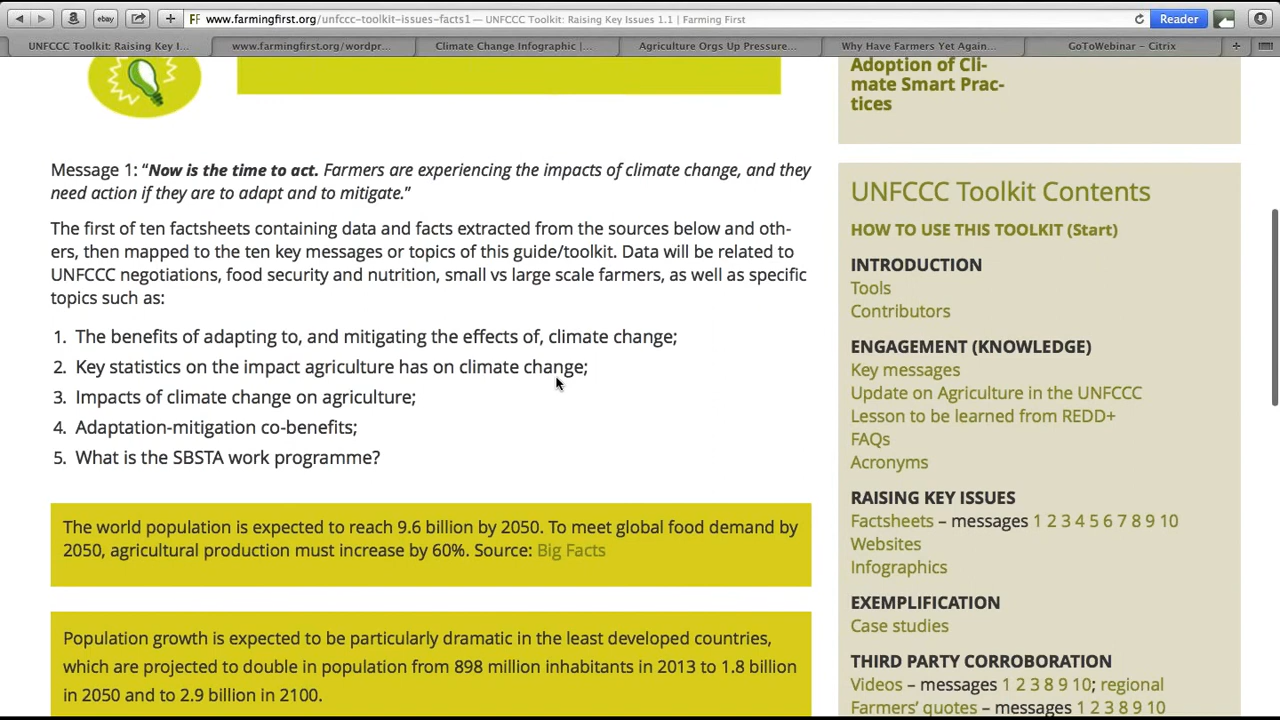 www.farmingfirst.org/unfccc-toolkit-issues-facts1 — UNFCCC Toolkit: Raising Key Issues 1.1 | Farming First
Reader
a
ebay
FF
UNFCCC Toolkit: Raising Key I...
www.farmingfirst.org/wordpr...
Climate Change Infographic |...
Agriculture Orgs Up Pressure...
Why Have Farmers Yet Again...
GoToWebinar – Citrix
Message 1: “Now is the time to act. Farmers are experiencing the impacts of climate change, and they
need action if they are to adapt and to mitigate.”
The first of ten factsheets containing data and facts extracted from the sources below and oth-
ers, then mapped to the ten key messages or topics of this guide/toolkit. Data will be related to
UNFCCC negotiations, food security and nutrition, small vs large scale farmers, as well as specific
topics such as:
1. The benefits of adapting to, and mitigating the effects of, climate change;
2. Key statistics on the impact agriculture has on climate change;
3. Impacts of climate change on agriculture;
4. Adaptation-mitigation co-benefits;
5. What is the SBSTA work programme?
The world population is expected to reach 9.6 billion by 2050. To meet global food demand by
2050, agricultural production must increase by 60%. Source: Big Facts
Population growth is expected to be particularly dramatic in the least developed countries,
which are projected to double in population from 898 million inhabitants in 2013 to 1.8 billion
in 2050 and to 2.9 billion in 2100.
Adoption of Cli-
mate Smart Prac-
tices
UNFCCC Toolkit Contents
HOW TO USE THIS TOOLKIT (Start)
INTRODUCTION
Tools
Contributors
ENGAGEMENT (KNOWLEDGE)
Key messages
Update on Agriculture in the UNFCCC
Lesson to be learned from REDD+
FAQs
Acronyms
RAISING KEY ISSUES
Factsheets – messages 1 2 3 4 5 6 7 8 9 10
Websites
Infographics
EXEMPLIFICATION
Case studies
THIRD PARTY CORROBORATION
Videos – messages 1 2 3 8 9 10; regional
Farmers’ quotes – messages 1 2 3 8 9 10